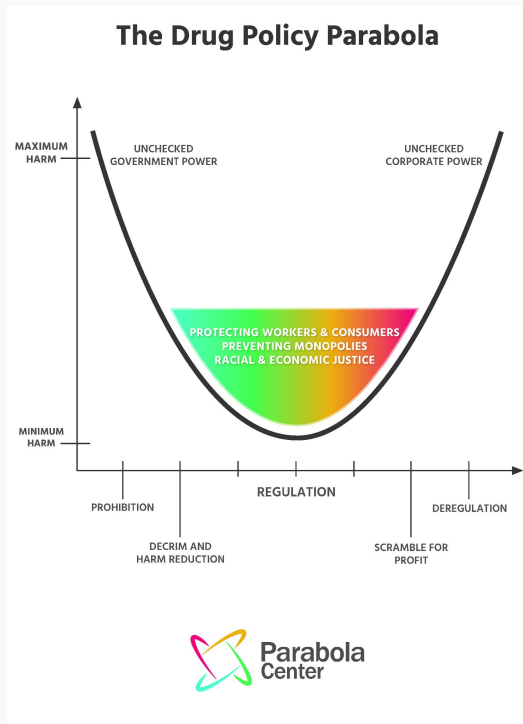 The Drug Policy Parabola
MAXIMUM
HARM
UNCHECKED
GOVERNMENT POWER
UNCHECKED
CORPORATE POWER
PROTECTING WORKERS & CONSUMERS
PREVENTING MONOPOLIES
RACIAL & ECONOMIC JUSTICE
MINIMUM
HARM
REGULATION
PROHIBITION
DEREGULATION
DECRIM AND
HARM REDUCTION
SCRAMBLE FOR
PROFIT
Parabola
Center